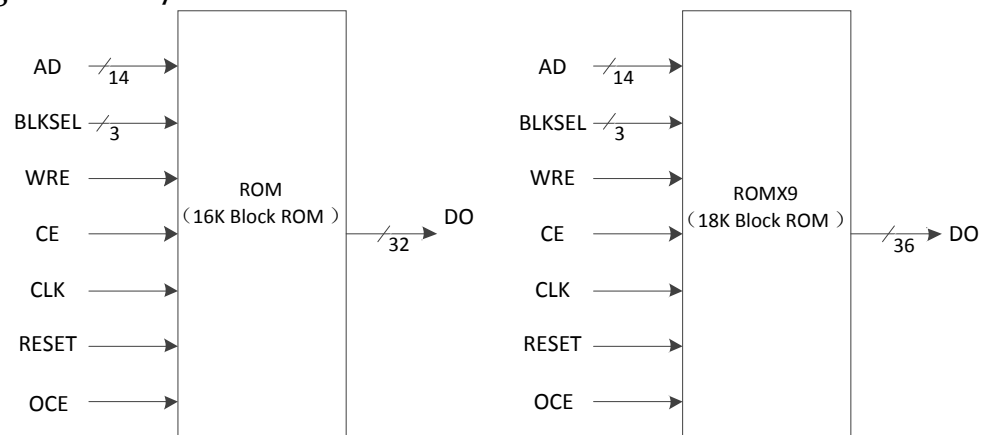 AD
14
BLKSEL
3
WRE
CE
CLK
RESET
OCE
ROM
（16K Block ROM ）
32
DO
AD
14
BLKSEL
3
WRE
CE
CLK
RESET
OCE
ROMX9
（18K Block ROM ）
36
DO